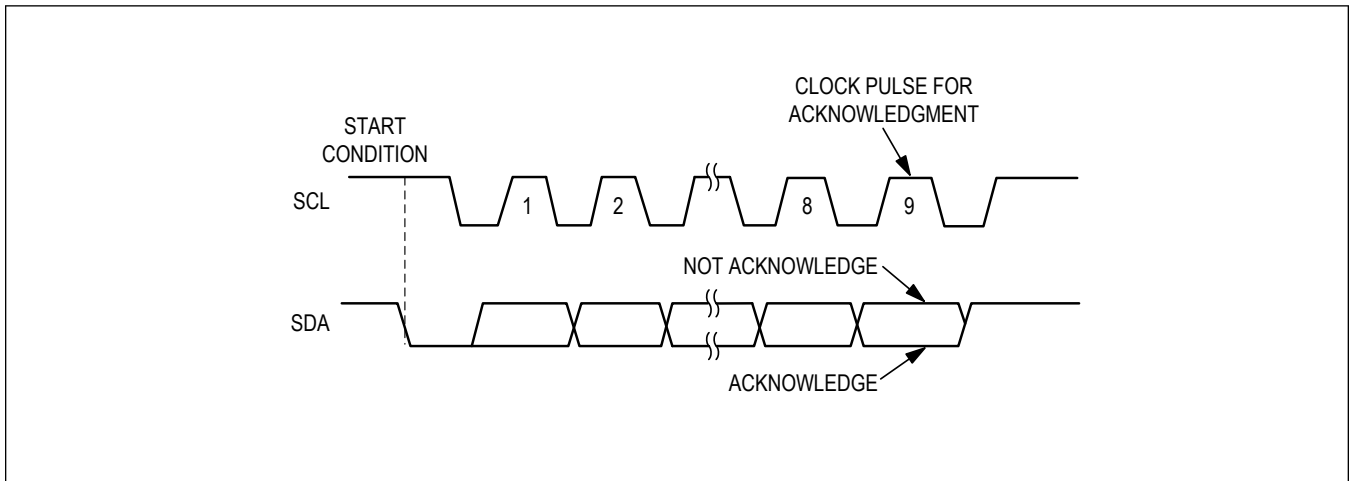 CLOCK PULSE FOR
ACKNOWLEDGMENT
START
CONDITION
SCL
1
2
8
9
NOT ACKNOWLEDGE
SDA
ACKNOWLEDGE